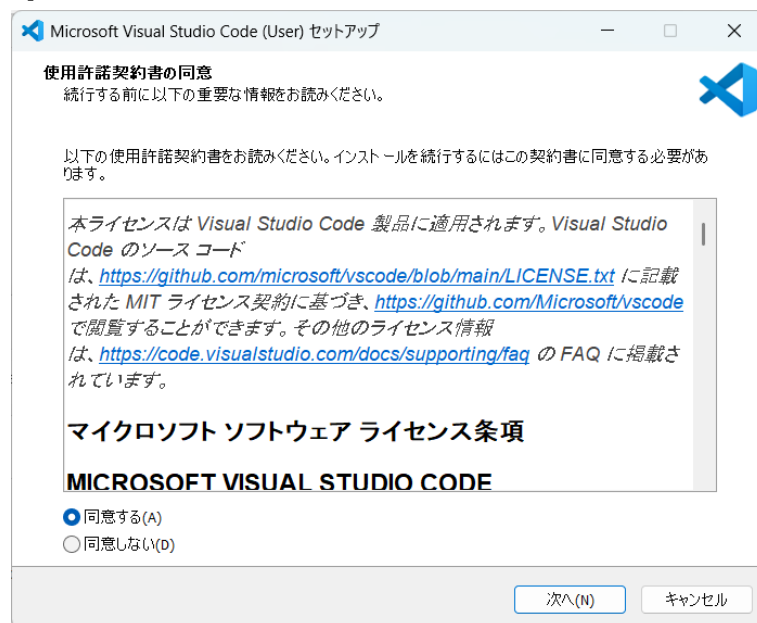 Microsoft Visual Studio Code (User) セットアップ
使用許諾契約書の同意
続行する前に以下の重要な情報をお読みください。
以下の使用許諾契約書をお読みください。インストールを続行するにはこの契約書に同意する必要があ
ります。
本ライセンスは Visual Studio Code 製品に適用されます。Visual Studio
Code のソース コード
は、https://github.com/microsoft/vscode/blob/main/LICENSE.txt に記載
された MIT ライセンス契約に基づき、https://github.com/Microsoft/vscode
で閲覧することができます。その他のライセンス情報
は、https://code.visualstudio.com/docs/supporting/faq の FAQ に掲載さ
れています。
マイクロソフト ソフトウェア ライセンス条項
MICROSOFT VISUAL STUDIO CODE
同意する(A)
同意しない(D)
次へ(N)
キャンセル